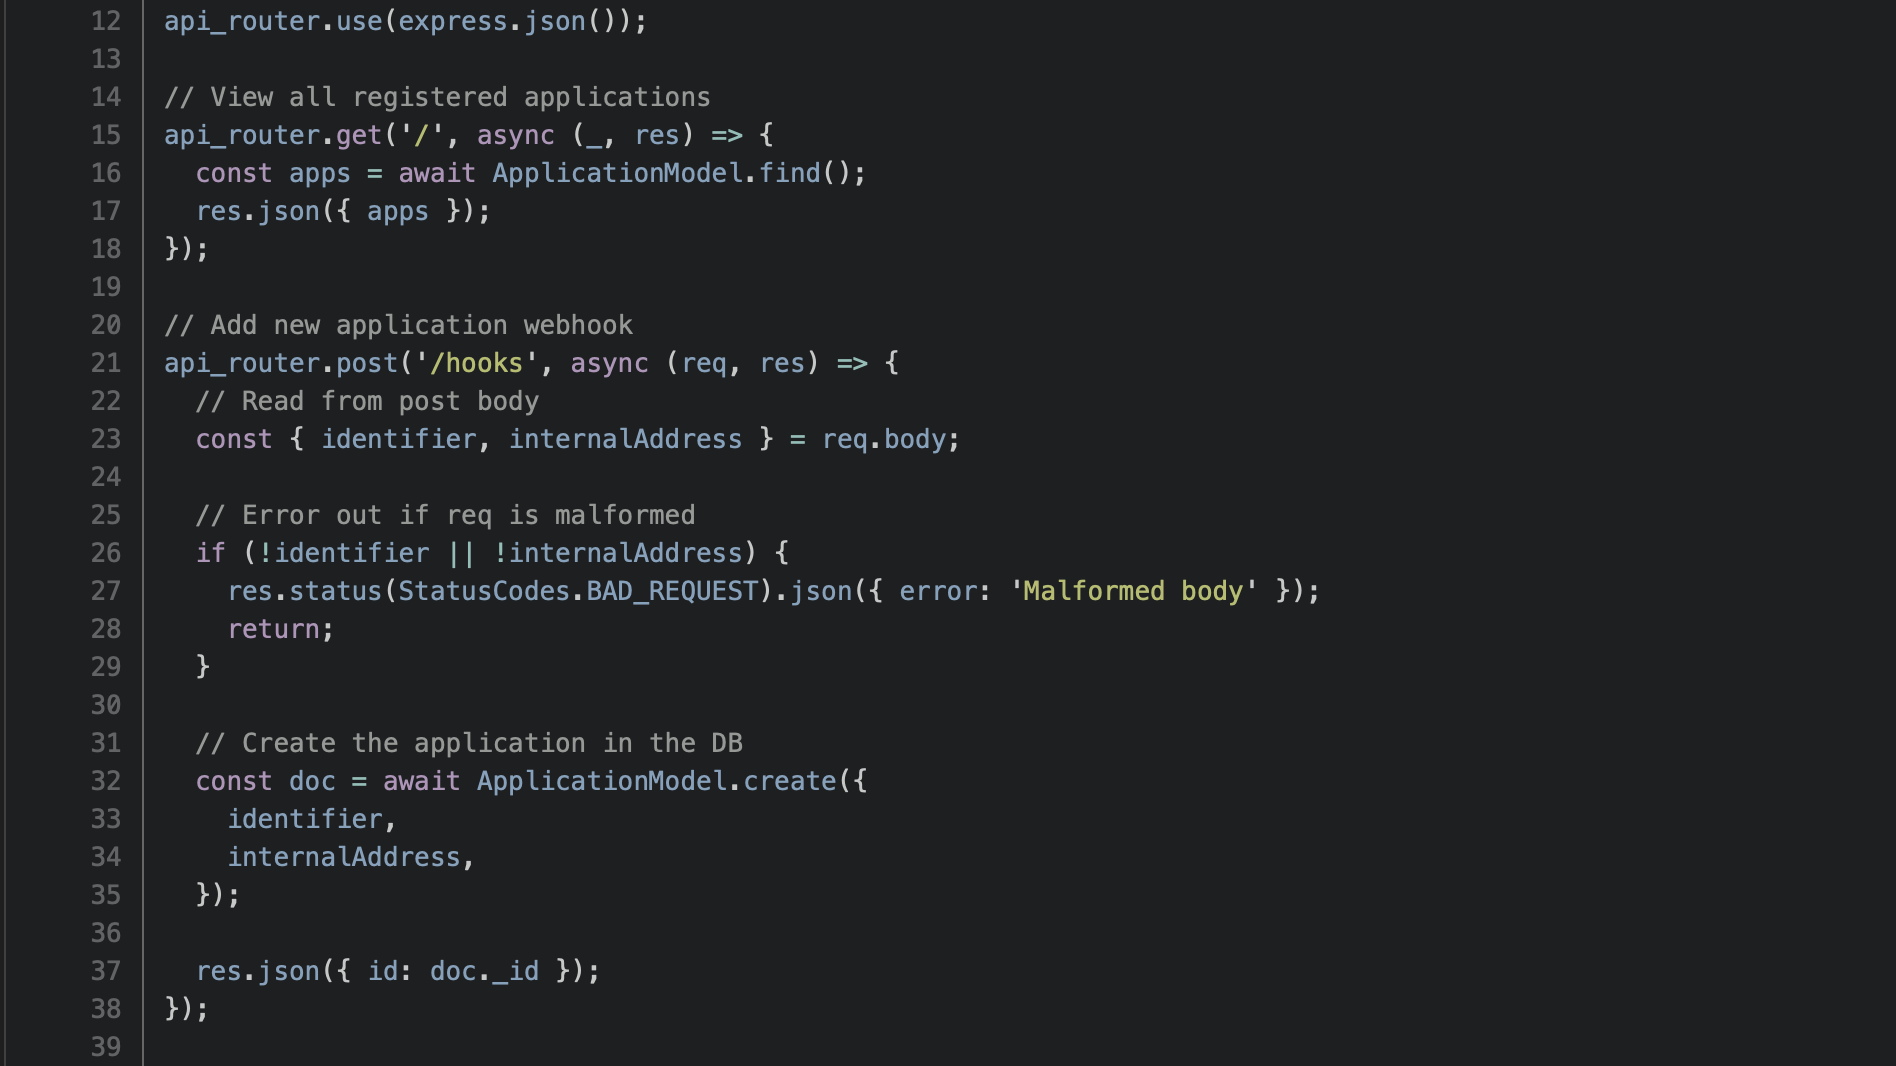 12 api_router.use(express.json());
13
14 // View all registered applications
15 api_router.get('/', async (_, res) => {
16   const apps = await ApplicationModel.find();
17   res.json({ apps });
18 });
19
20 // Add new application webhook
21 api_router.post('/hooks', async (req, res) => {
22   // Read from post body
23   const { identifier, internalAddress } = req.body;
24
25   // Error out if req is malformed
26   if (!identifier || !internalAddress) {
27     res.status(StatusCodes.BAD_REQUEST).json({ error: 'Malformed body' });
28     return;
29   }
30
31   // Create the application in the DB
32   const doc = await ApplicationModel.create({
33     identifier,
34     internalAddress,
35   });
36
37   res.json({ id: doc._id });
38 });
39